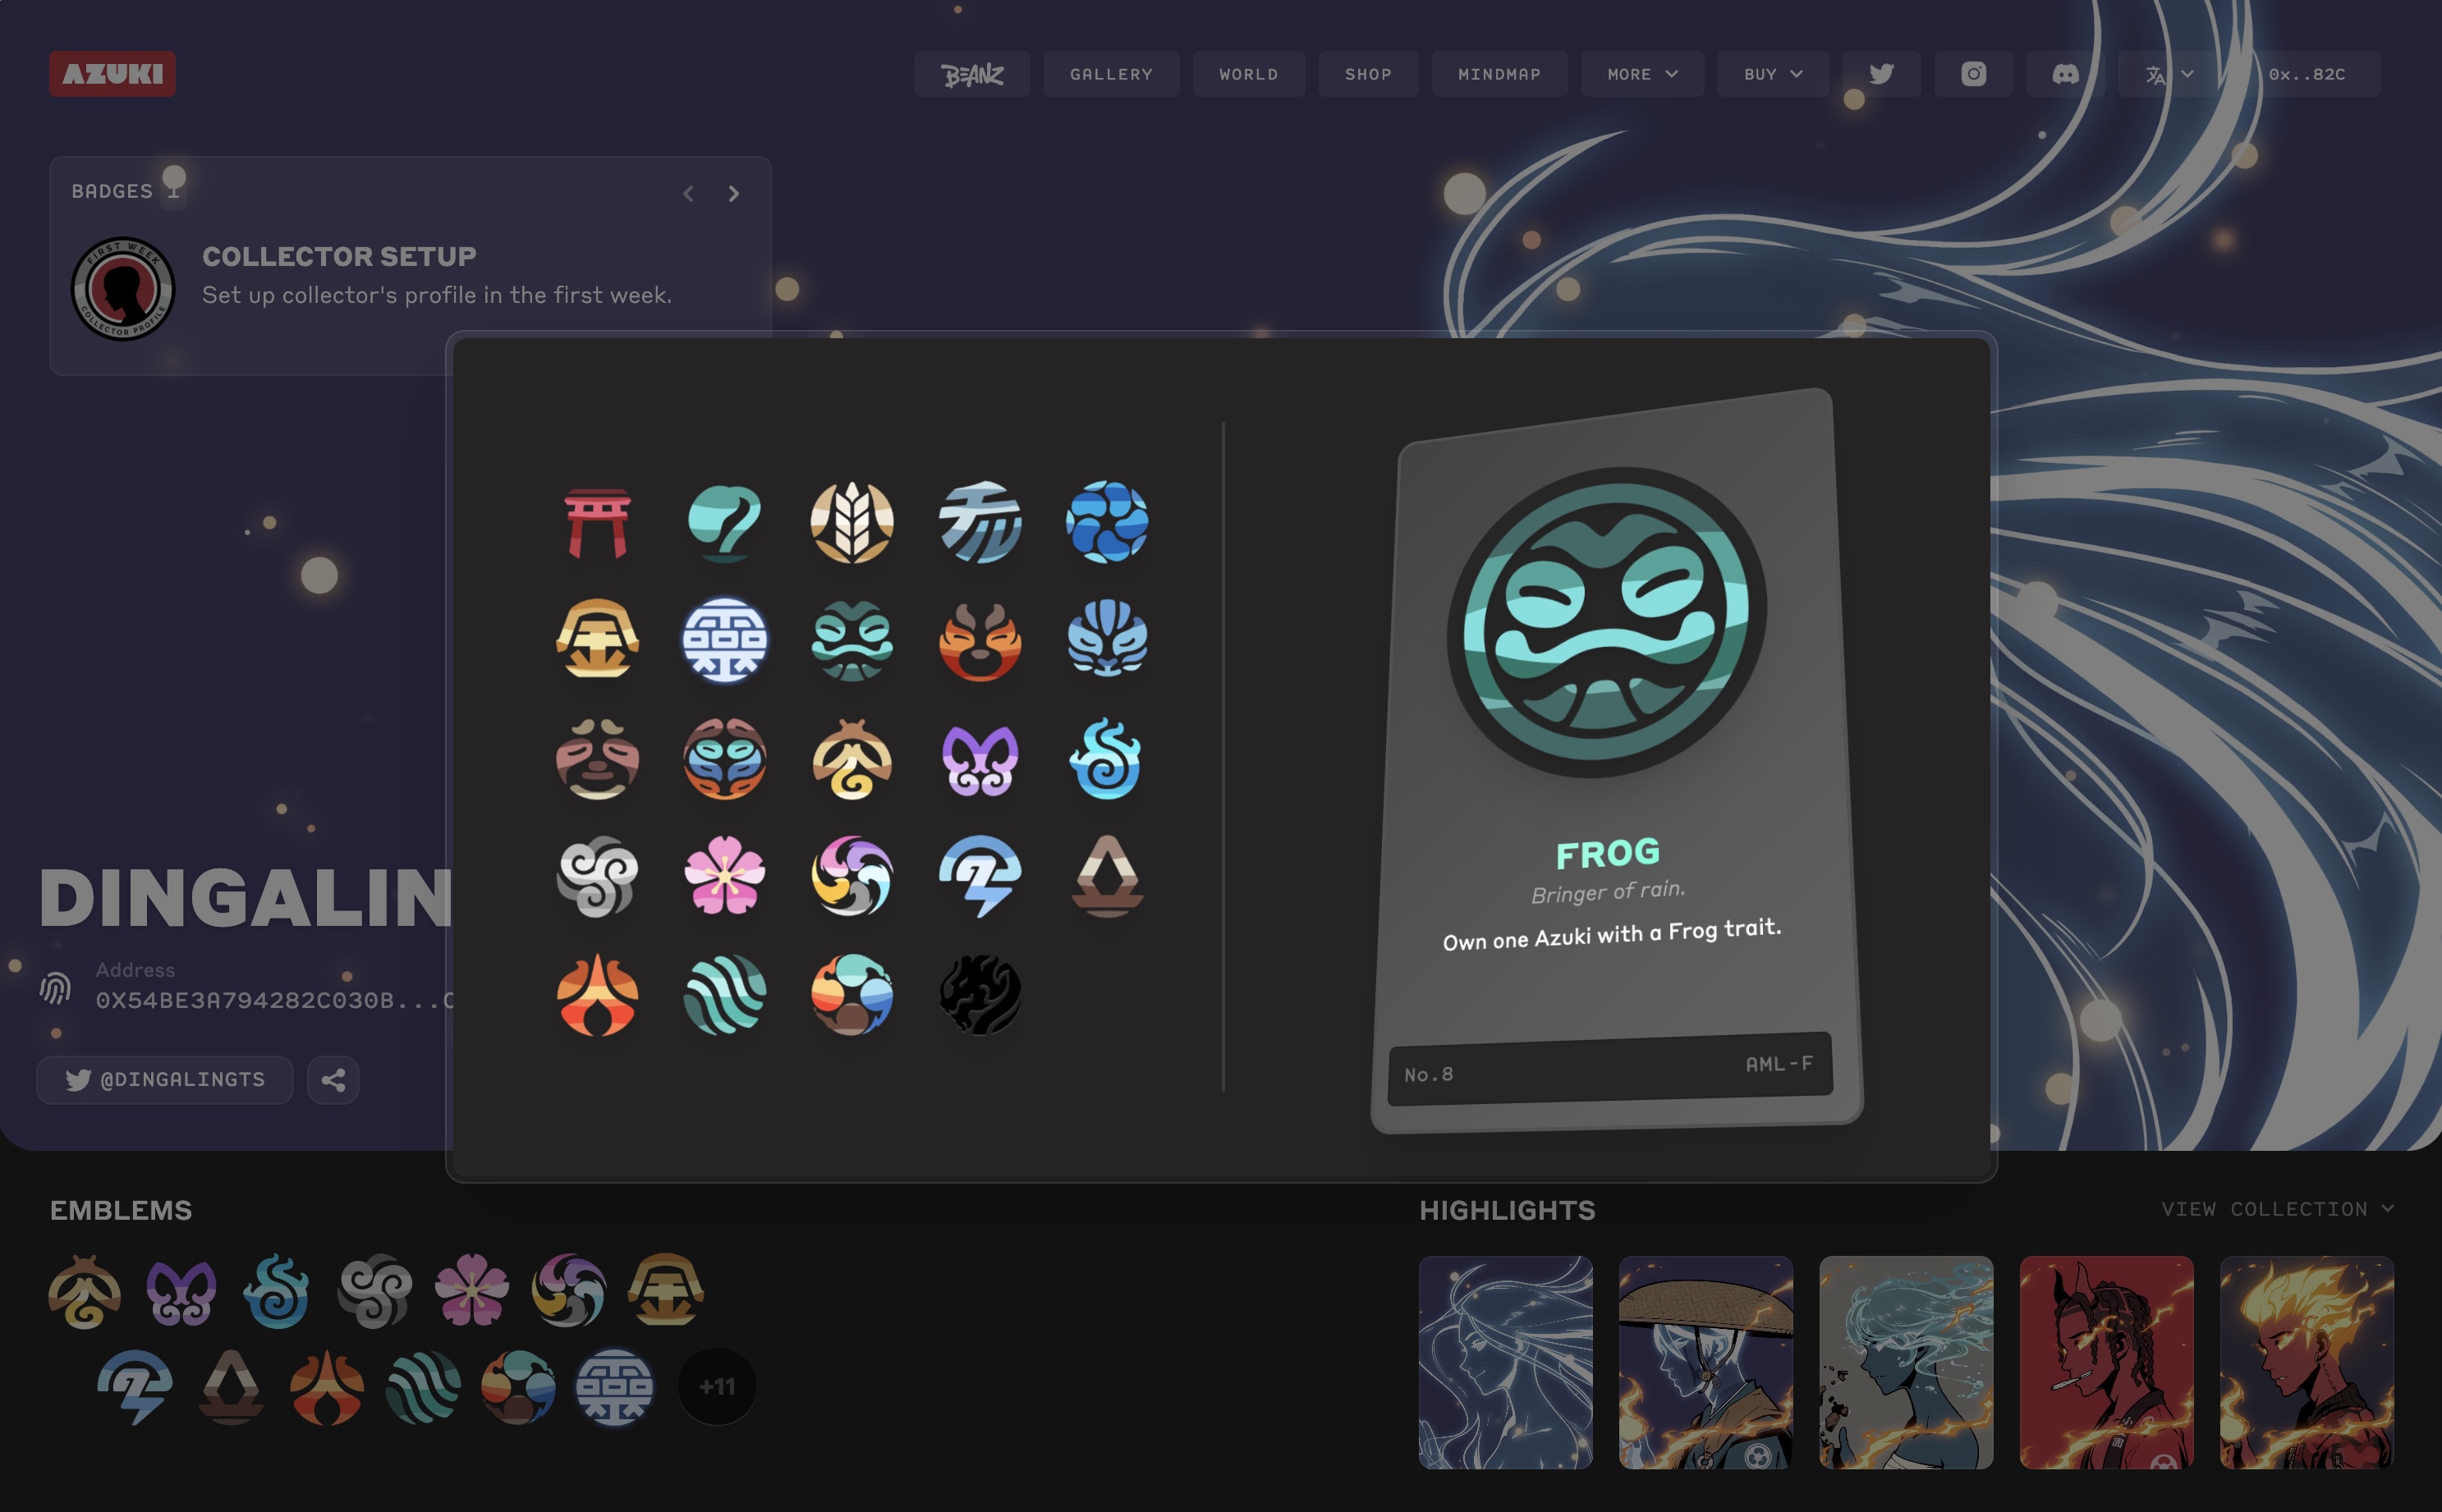 AZUKI
BEANZ
GALLERY
WORLD
SHOP
MINDMAP
MORE
BUY
0x..82C
BADGES 1
FIRST WEEK
COLLECTOR PROFILE
COLLECTOR SETUP
Set up collector's profile in the first week.
FROG
Bringer of rain.
Own one Azuki with a Frog trait.
No.8 AML-F
DINGALIN
Address
0X54BE3A794282C030B...
@DINGALINGTS
EMBLEMS
+11
HIGHLIGHTS
VIEW COLLECTION